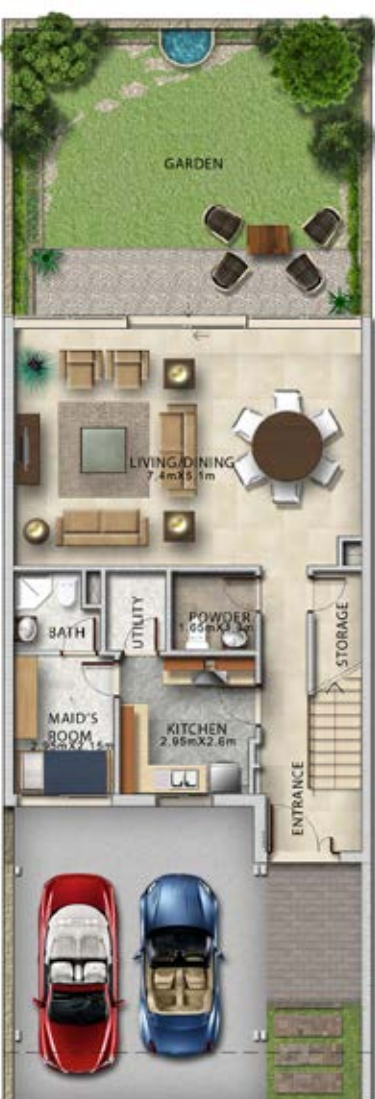 GARDEN
LIVING/DINING
7.4mX5.1m
BATH
UTILITY
POWDER
STORAGE
MAID'S
ROOM
KITCHEN
2.95mX2.6m
ENTRANCE